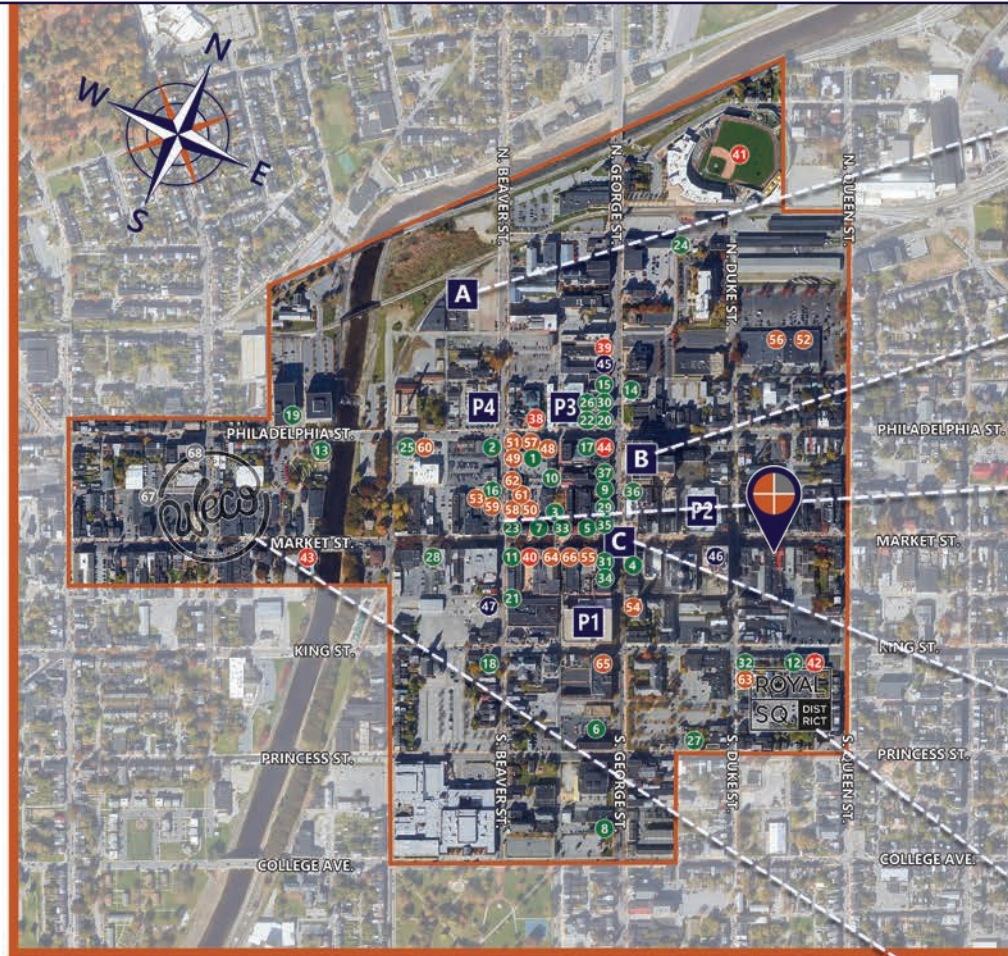 N
W
E
S
N. BEAVER ST.
N. GEORGE ST.
N. DUKE ST.
N. QUEEN ST.
41
24
A
56 52
39
45
15 14
26 30
P4 P3
22 20
38
19
PHILADELPHIA ST.
PHILADELPHIA ST.
13
25 60
2
51 57
48
17 44
49
1
B
68
67
Weco
62
10
37
16
9 36
53
61
59
58 50
3
29
P2
23 7 33 5 35
MARKET ST.
MARKET ST.
C
43
28
11 40 64 66 55 31 4
46
34
47
21
54
P1
KING ST.
KING ST.
18
65
32 12 42
63
ROYAL
SQ. DIST
RICT
6
27
PRINCESS ST.
PRINCESS ST.
S. BEAVER ST.
S. GEORGE ST.
S. DUKE ST.
S. QUEEN ST.
8
COLLEGE AVE.
COLLEGE AVE.